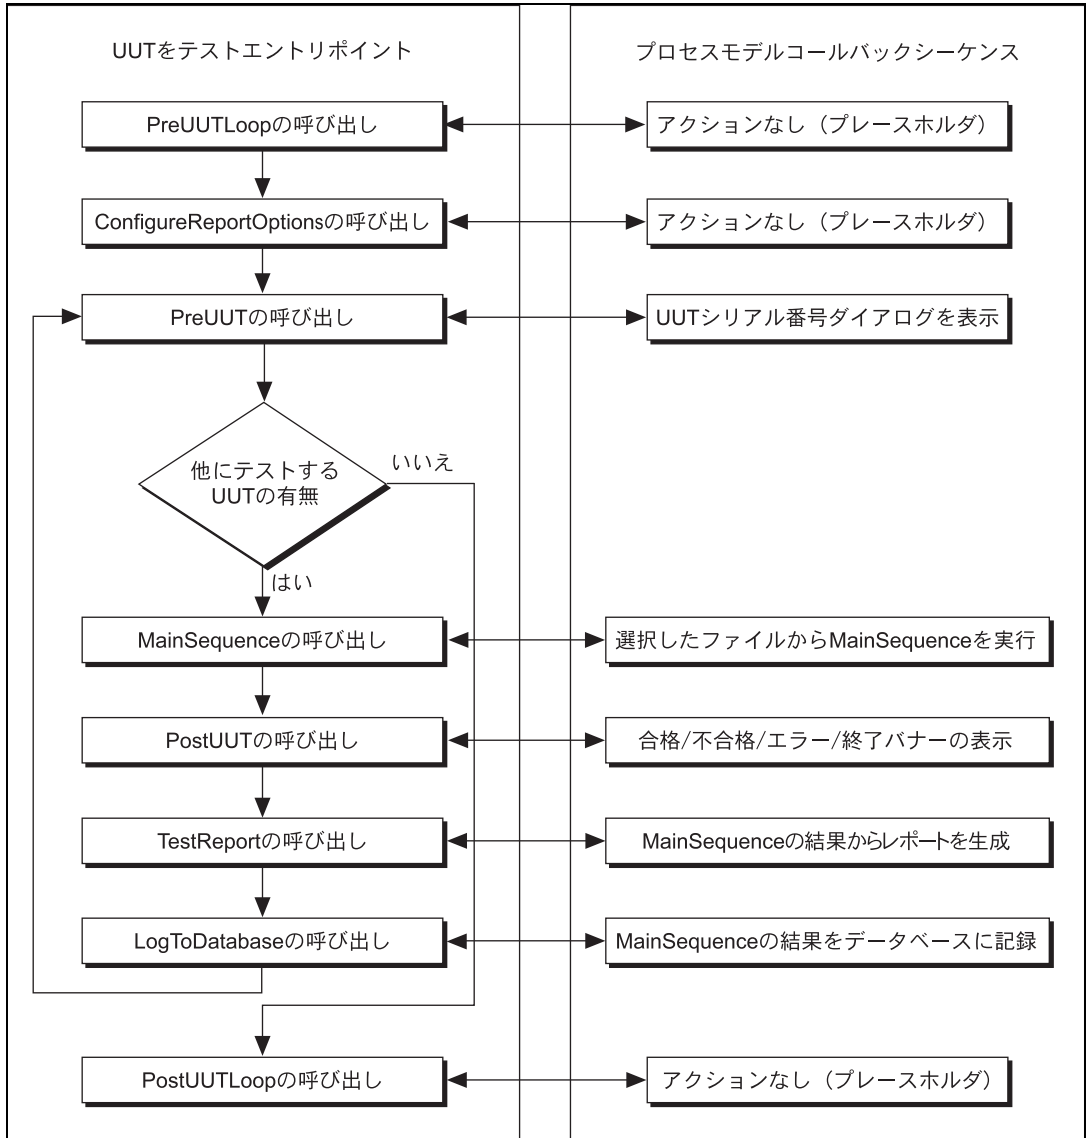 UUTをテストエントリポイント
プロセスモデルコールバックシーケンス
PreUUTLoopの呼び出し
アクションなし（プレースホルダ）
ConfigureReportOptionsの呼び出し
アクションなし（プレースホルダ）
PreUUTの呼び出し
UUTシリアル番号ダイアログを表示
他にテストする
UUTの有無
いいえ
はい
MainSequenceの呼び出し
選択したファイルからMainSequenceを実行
PostUUTの呼び出し
合格/不合格/エラー/終了バナーの表示
TestReportの呼び出し
MainSequenceの結果からレポートを生成
LogToDatabaseの呼び出し
MainSequenceの結果をデータベースに記録
PostUUTLoopの呼び出し
アクションなし（プレースホルダ）